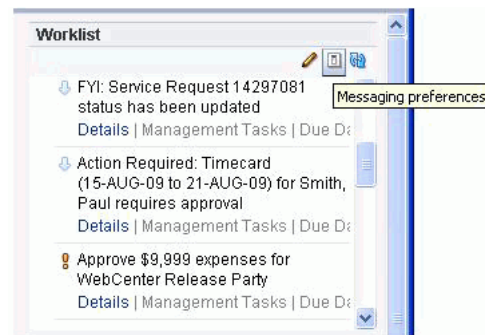 Worklist
Messaging preferences
FYI: Service Request 14297081
status has been updated
Details | Management Tasks | Due Da
Action Required: Timecard
(15-AUG-09 to 21-AUG-09) for Smith,
Paul requires approval
Details | Management Tasks | Due Da
Approve $9,999 expenses for
WebCenter Release Party
Details | Management Tasks | Due Da